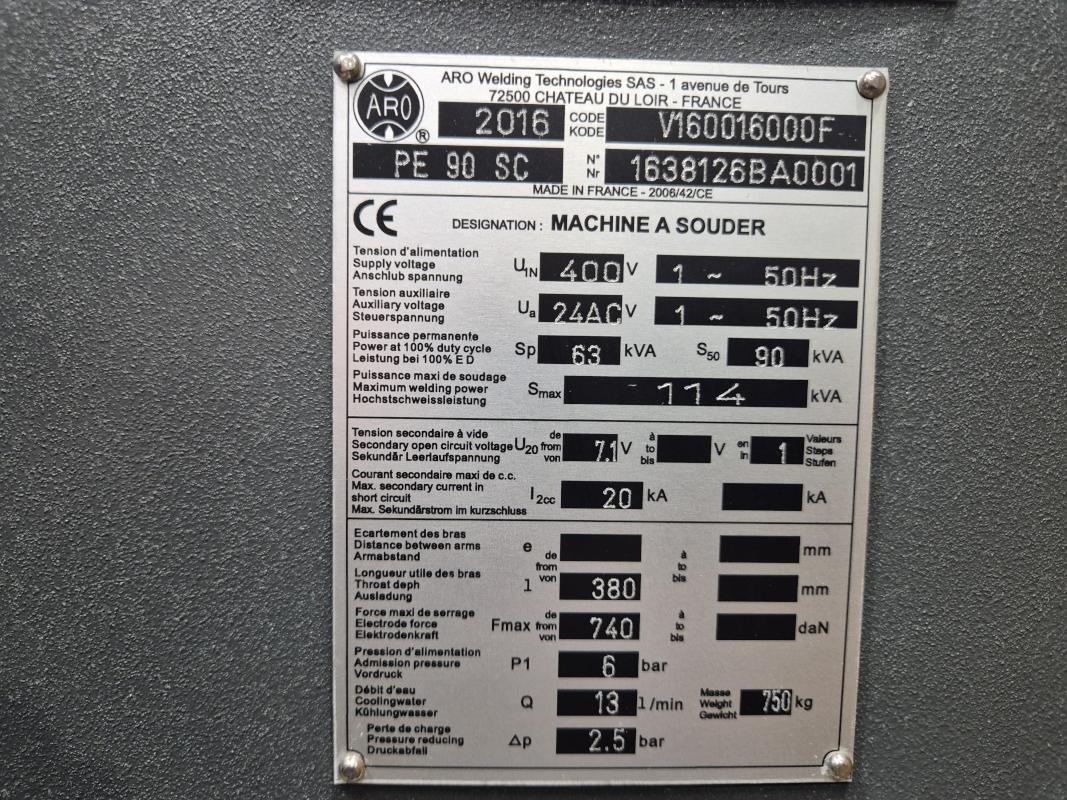 ARO Welding Technologies SAS - 1 avenue de Tours
72500 CHATEAU DU LOIR - FRANCE
ARO ®
2016 CODE KODE V160016000F
PE 90 SC N° Nr 1638126BA0001
MADE IN FRANCE - 2006/42/CE
CE DESIGNATION : MACHINE A SOUDER
Tension d'alimentation
Supply voltage
Anschlub spannung
U1N 400 V 1 ~ 50Hz
Tension auxiliaire
Auxiliary voltage
Steuerspannung
Ua 24AC V 1 ~ 50Hz
Puissance permanente
Power at 100% duty cycle
Leistung bei 100% E D
Sp 63 kVA S50 90 kVA
Puissance maxi de soudage
Maximum welding power
Hochstschweissleistung
Smax 114 kVA
Tension secondaire à vide
Secondary open circuit voltage
Sekundär Leerlaufspannung
U20 de from von 7.1 V à to bis V en in 1 Valeurs Steps Stufen
Courant secondaire maxi de c.c.
Max. secondary current in
short circuit
Max. Sekundärstrom im kurzschluss
I2cc 20 kA kA
Ecartement des bras
Distance between arms
Armabstand
e de from von à to bis mm
Longueur utile des bras
Throat deph
Ausladung
l 380 mm
Force maxi de serrage
Electrode force
Elektrodenkraft
Fmax de from von 740 à to bis daN
Pression d'alimentation
Admission pressure
Vordruck
P1 6 bar
Débit d'eau
Coolingwater
Kühlungwasser
Q 13 l/min Masse Weight Gewicht 750 kg
Perte de charge
Pressure reducing
Druckabfall
Δp 2.5 bar